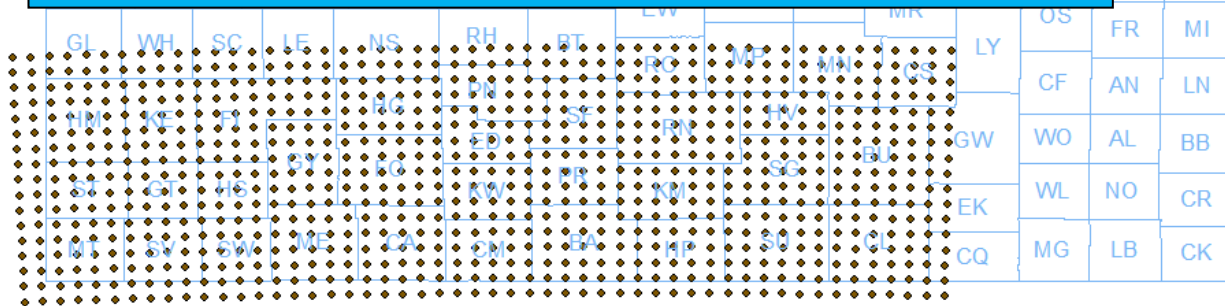 EW MR OS FR MI
GL WH SC LE NS RH BT LY
RC MP MN CS CF AN LN
HM KE FI HG PN SF RN HV
GY FO ED SG BU GW WO AL BB
ST GT HS KW PR KM EK WL NO CR
MT SV SW ME CA CM BA HP SU CL CQ MG LB CK